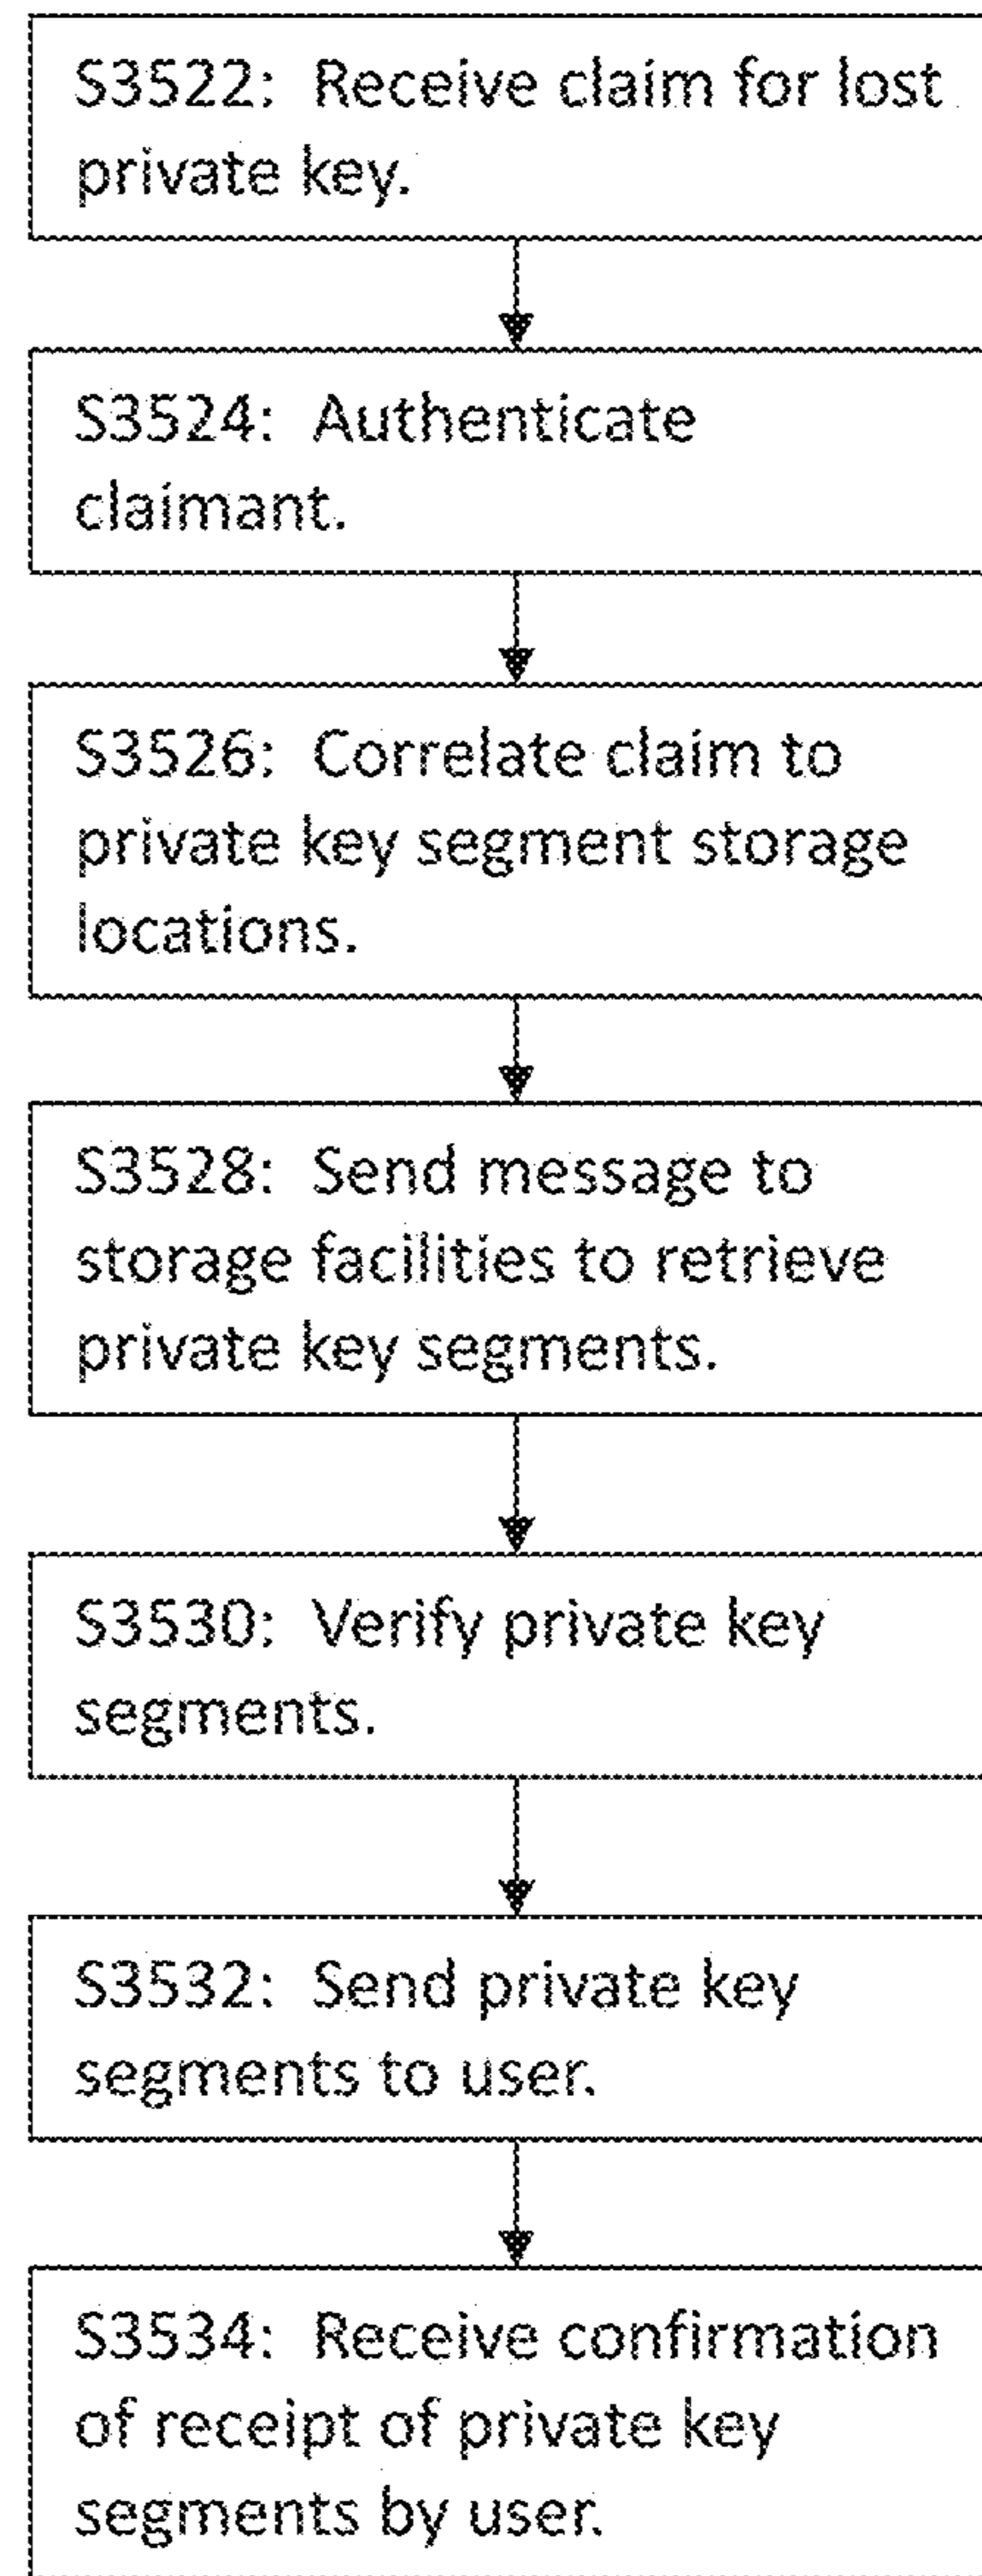 S3522: Receive claim for lost
private key.
S3524: Authenticate
claimant.
S3526: Correlate claim to
private key segment storage
locations.
S3528: Send message to
storage facilities to retrieve
private key segments.
S3530: Verify private key
segments.
S3532: Send private key
segments to user.
S3534: Receive confirmation
of receipt of private key
segments by user.